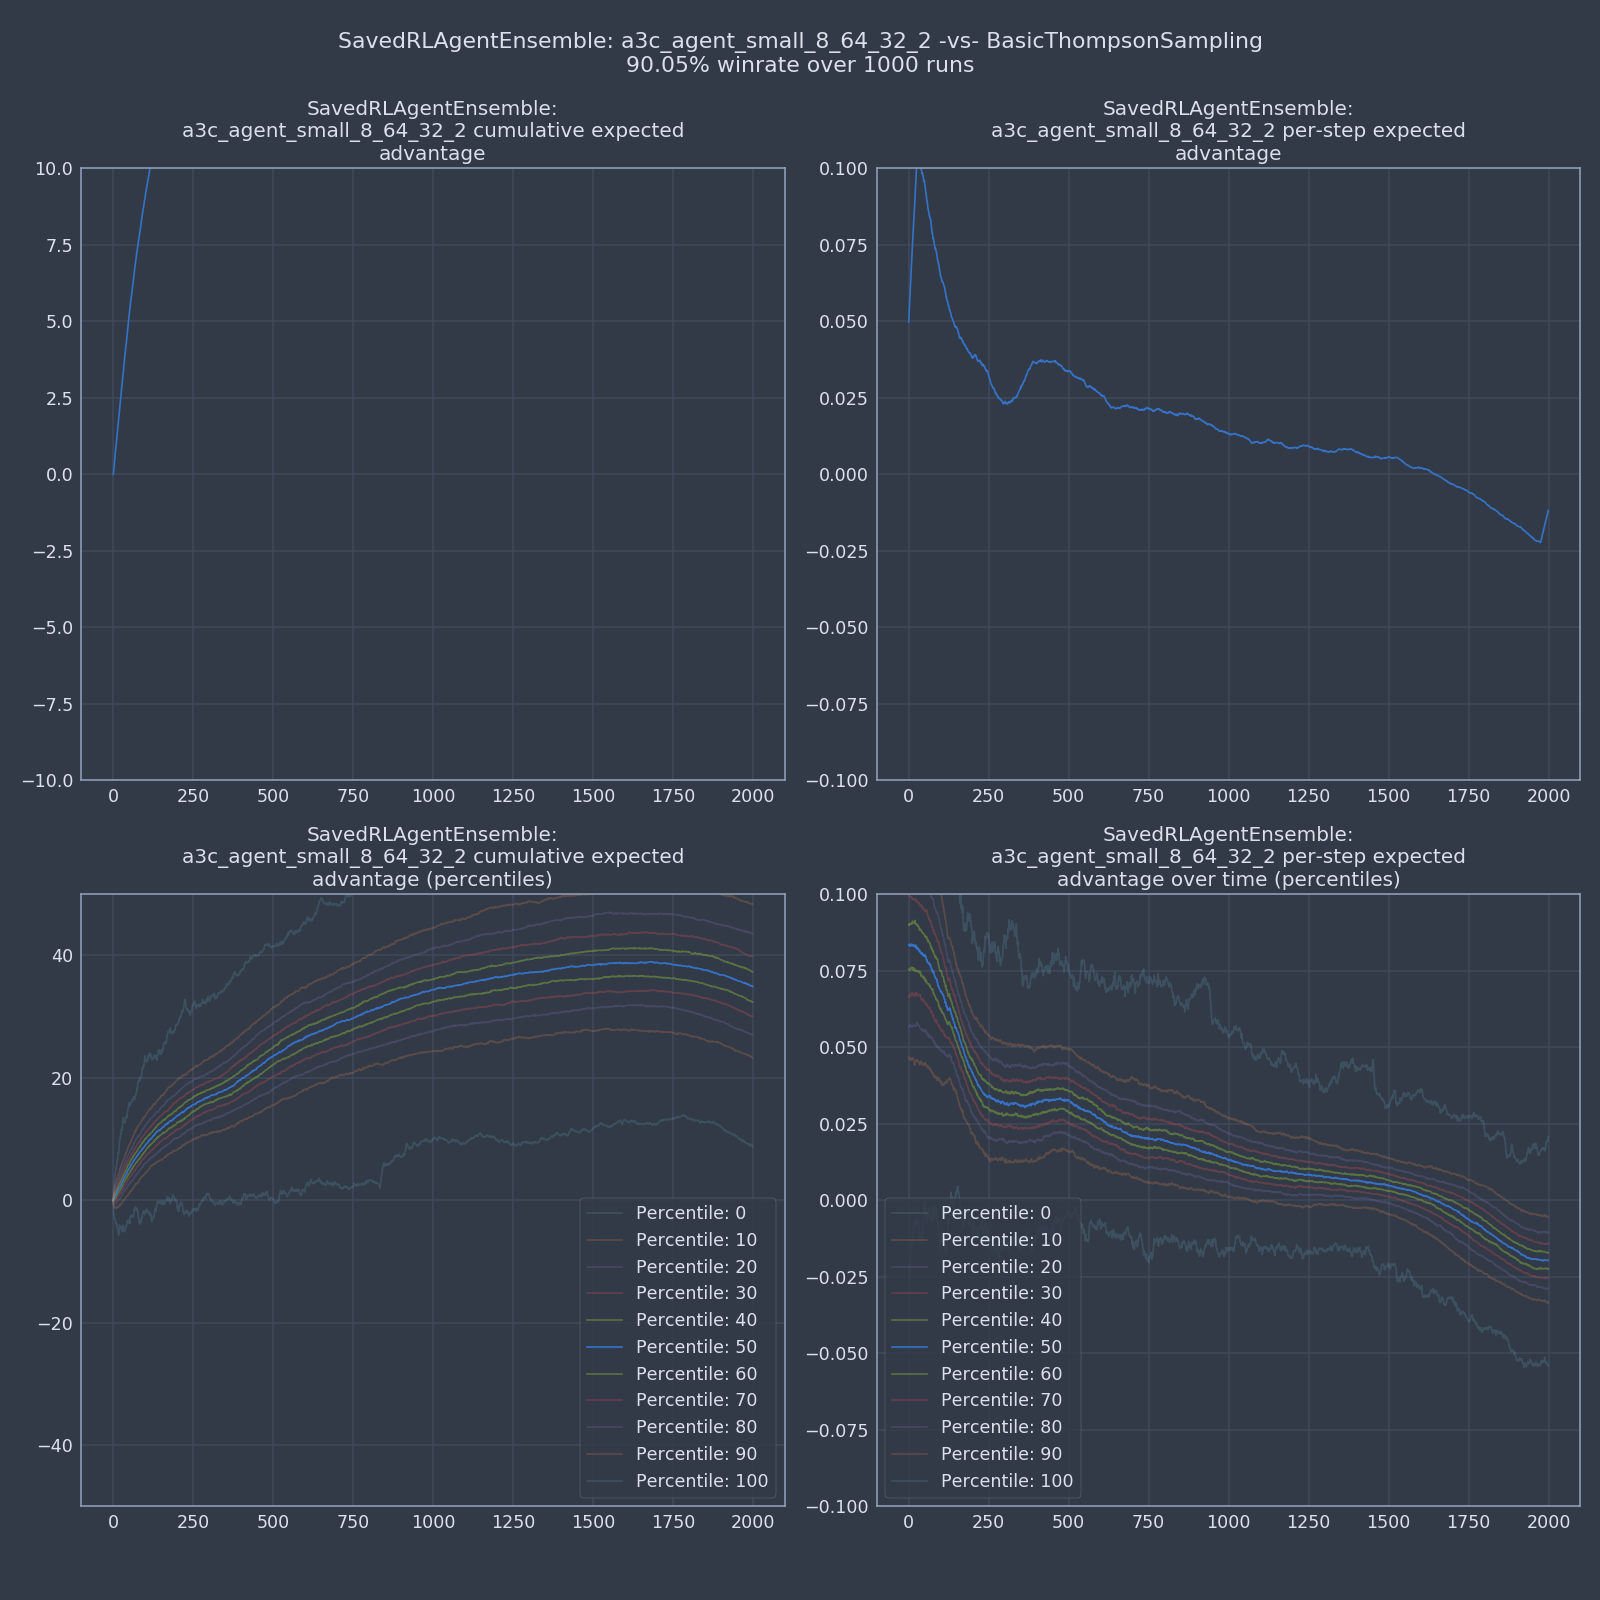 SavedRLAgentEnsemble: a3c_agent_small_8_64_32_2 -vs- BasicThompsonSampling
90.05% winrate over 1000 runs
SavedRLAgentEnsemble:
a3c_agent_small_8_64_32_2 cumulative expected
advantage
10.0
7.5
5.0
2.5
0.0
−2.5
−5.0
−7.5
−10.0
0 250 500 750 1000 1250 1500 1750 2000
SavedRLAgentEnsemble:
a3c_agent_small_8_64_32_2 per-step expected
advantage
0.100
0.075
0.050
0.025
0.000
−0.025
−0.050
−0.075
−0.100
0 250 500 750 1000 1250 1500 1750 2000
SavedRLAgentEnsemble:
a3c_agent_small_8_64_32_2 cumulative expected
advantage (percentiles)
40
20
0
−20
−40
Percentile: 0
Percentile: 10
Percentile: 20
Percentile: 30
Percentile: 40
Percentile: 50
Percentile: 60
Percentile: 70
Percentile: 80
Percentile: 90
Percentile: 100
0 250 500 750 1000 1250 1500 1750 2000
SavedRLAgentEnsemble:
a3c_agent_small_8_64_32_2 per-step expected
advantage over time (percentiles)
0.100
0.075
0.050
0.025
0.000
−0.025
−0.050
−0.075
−0.100
Percentile: 0
Percentile: 10
Percentile: 20
Percentile: 30
Percentile: 40
Percentile: 50
Percentile: 60
Percentile: 70
Percentile: 80
Percentile: 90
Percentile: 100
0 250 500 750 1000 1250 1500 1750 2000